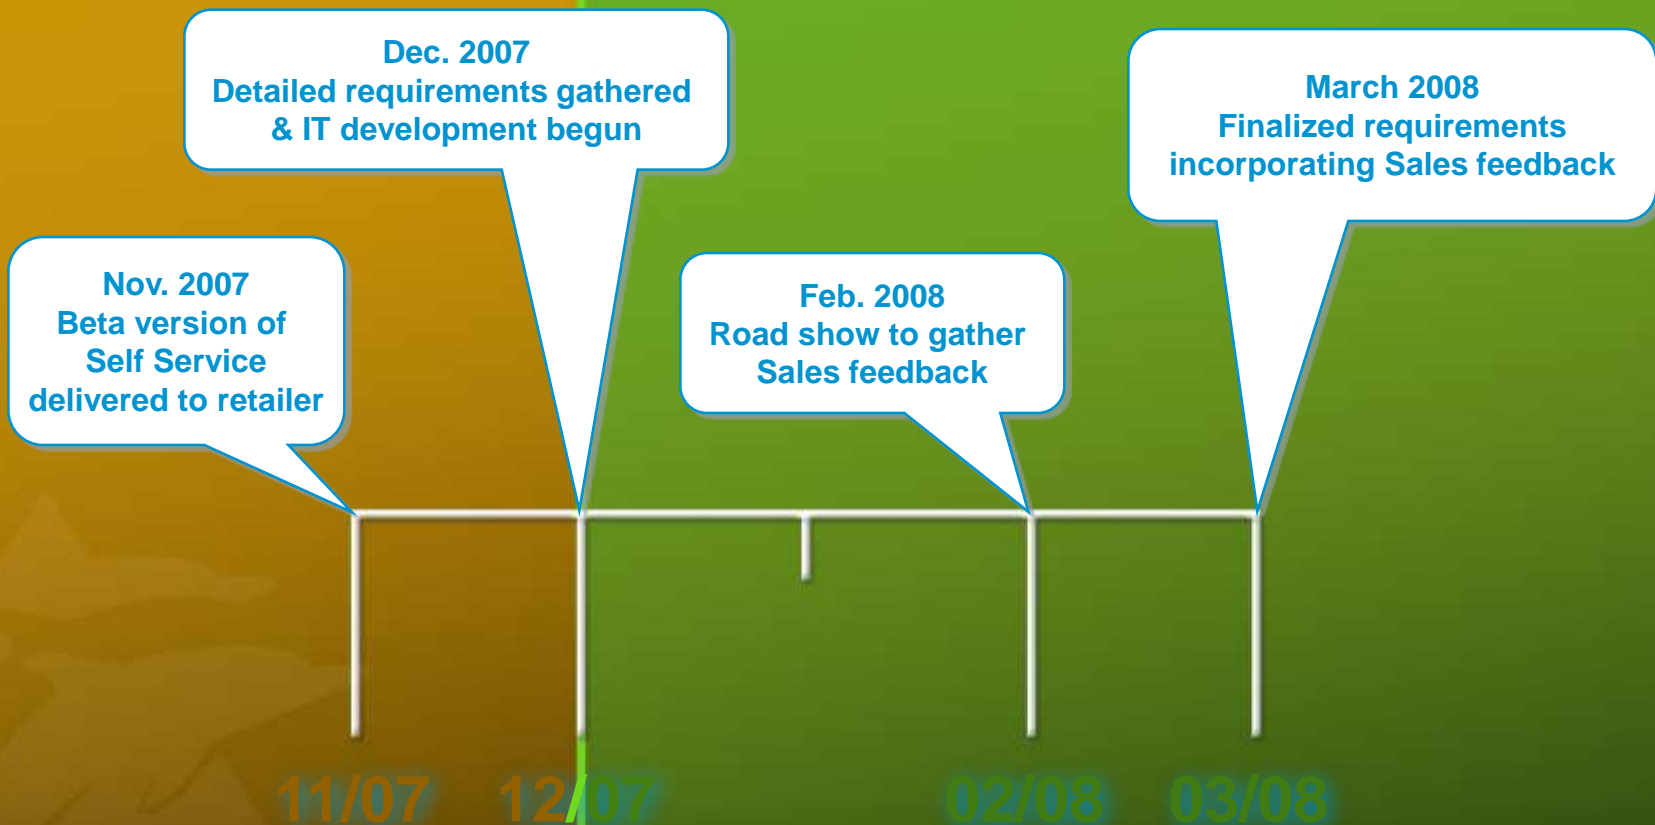 Dec. 2007
Detailed requirements gathered
& IT development begun
March 2008
Finalized requirements
incorporating Sales feedback
Nov. 2007
Beta version of
Self Service
delivered to retailer
Feb. 2008
Road show to gather
Sales feedback
11/07 12/07 02/08 03/08